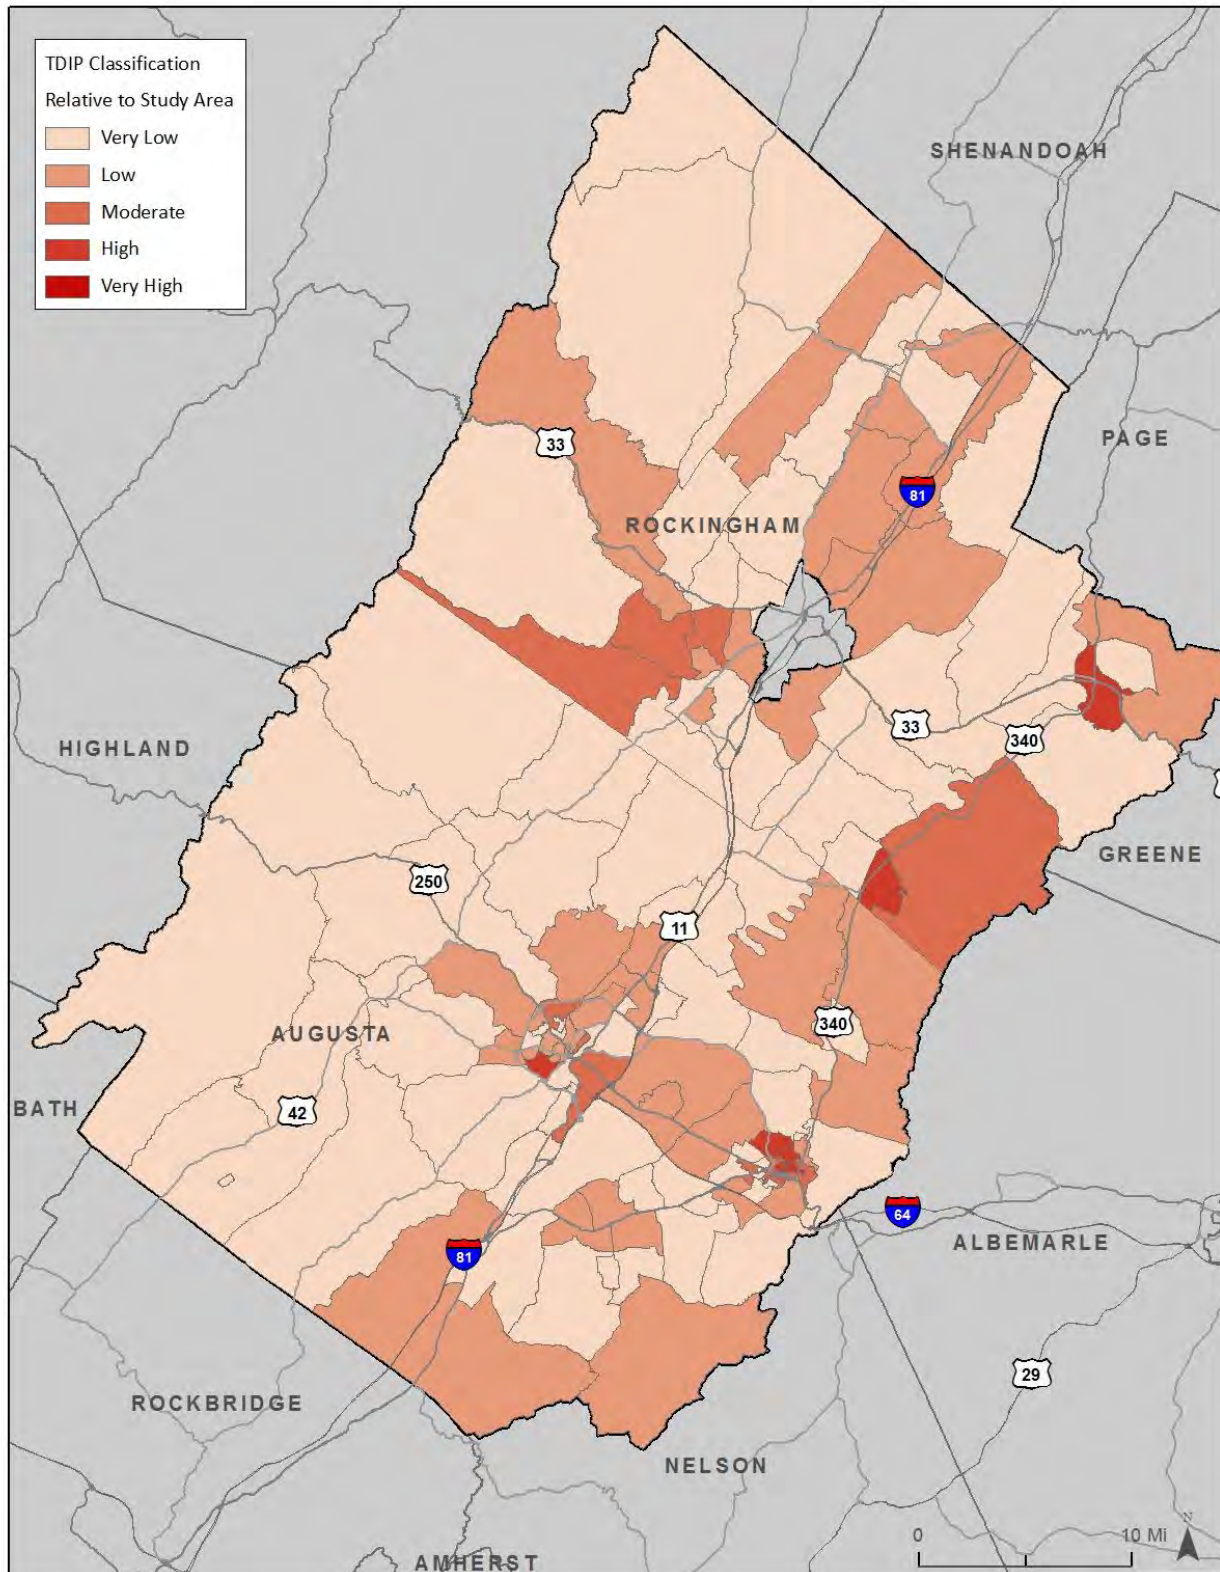 TDIP Classification
Relative to Study Area
Very Low
Low
Moderate
High
Very High
SHENANDOAH
PAGE
33
81
ROCKINGHAM
HIGHLAND
33
340
GREENE
250
11
340
AUGUSTA
BATH
42
64
ALBEMARLE
81
29
ROCKBRIDGE
NELSON
N
0
10 Mi
AMHERST